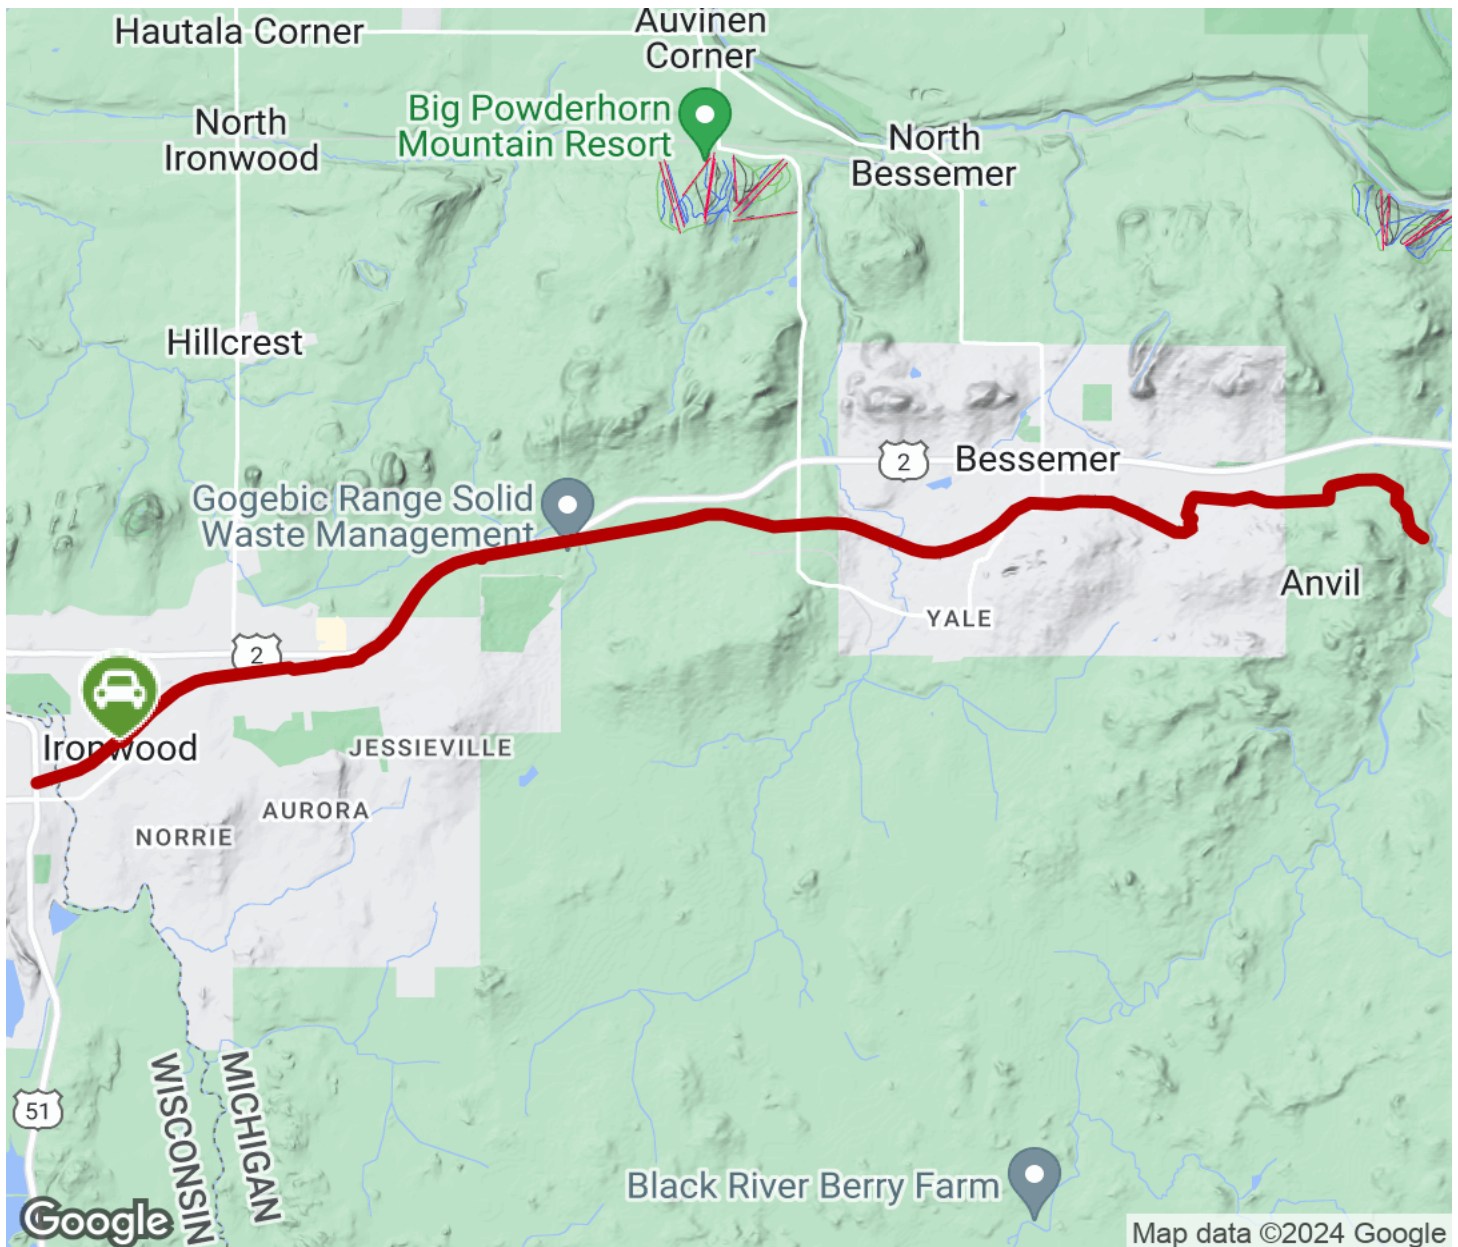 Hautala Corner
Auvinen
Corner
Big Powderhorn
Mountain Resort
North
Ironwood
North
Bessemer
Hillcrest
2
Bessemer
Gogebic Range Solid
Waste Management
Anvil
YALE
2
Ironwood
JESSIEVILLE
AURORA
NORRIE
51
WISCONSIN
MICHIGAN
Black River Berry Farm
Google
Map data ©2024 Google